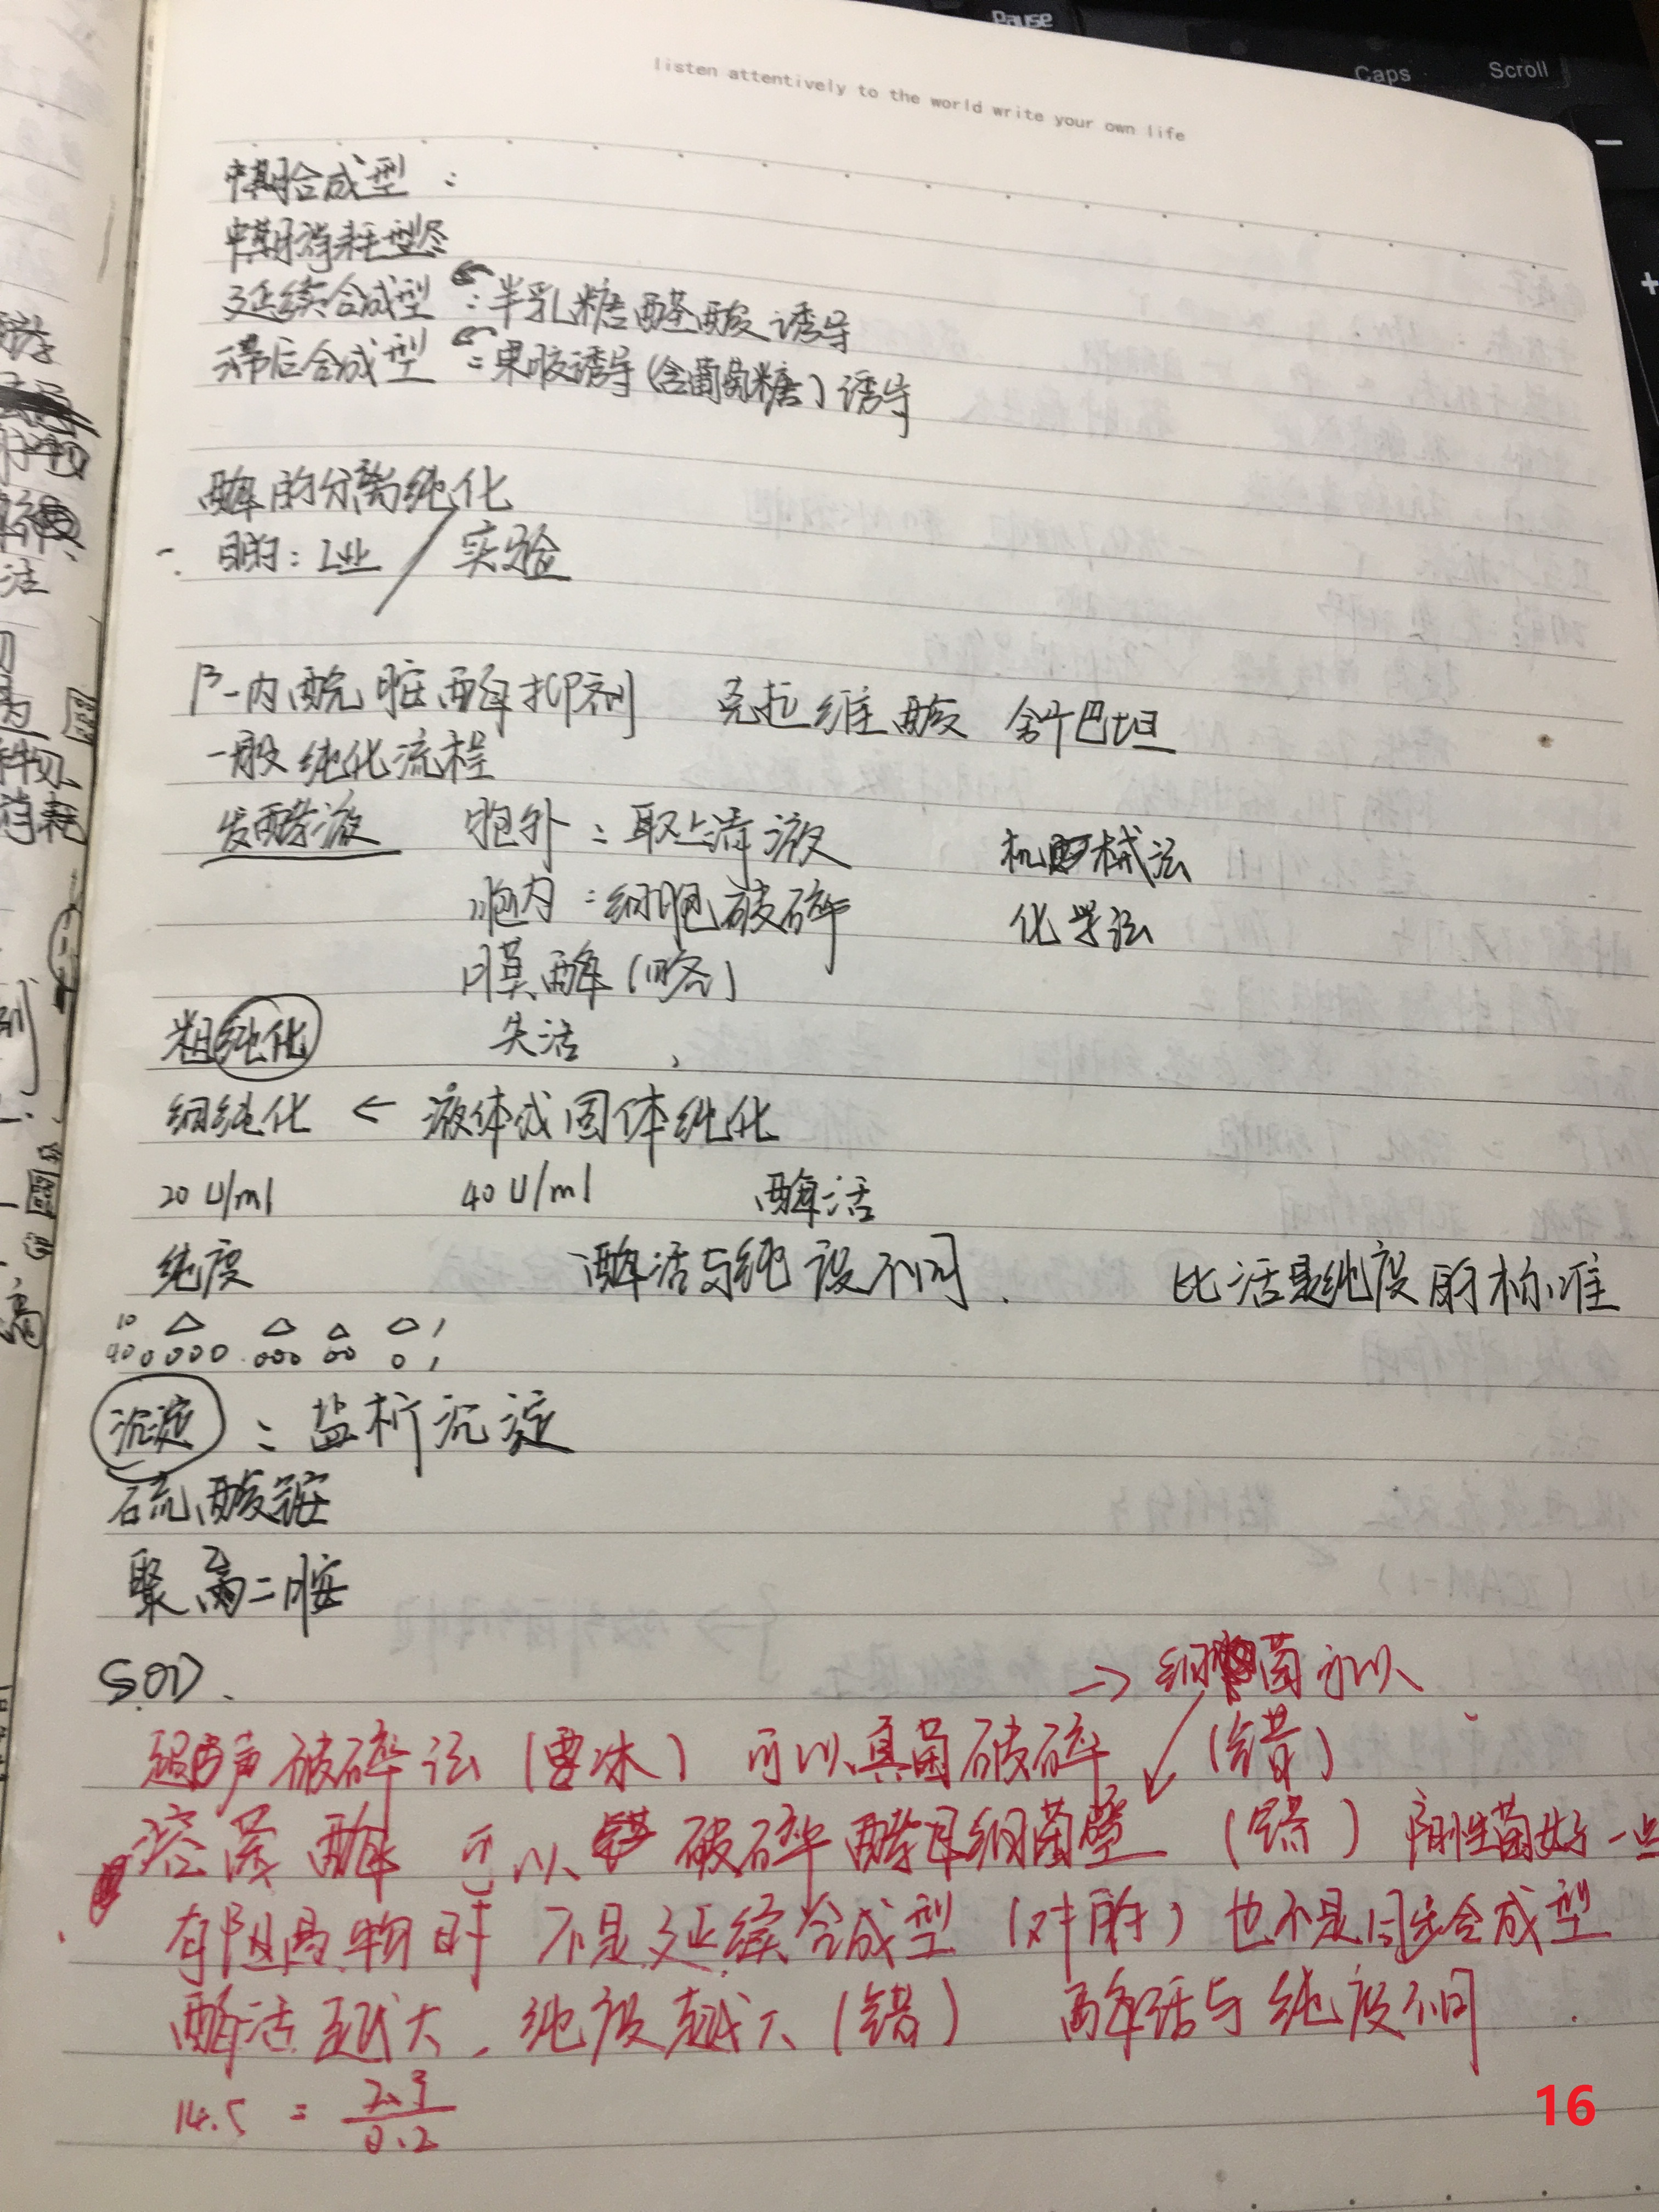 Pause
Caps
Scroll
listen attentively to the world write your own life
中期合成型：
中期消耗型
延续合成型：半乳糖醛酸诱导
滞后合成型：果胶诱导(含葡萄糖)诱导
酶的分离纯化
目的：工业 / 实验
β-内酰胺酶抑剂 克拉维酸 舒巴坦
一般纯化流程
发酵液 胞外：取上清液 机械法
胞内：细胞破碎 化学法
膜酶(略)
粗纯化 失活
细纯化 ← 液体或固体纯化
20 U/ml 40 U/ml 酶活
纯度 酶活与纯度不同. 比活是纯度的标准
10 △ △ △ △ 1
40 0000 000 00 0 1
沉淀：盐析沉淀
硫酸铵
聚乙二胺
SOD.
→ 细菌可以
超声破碎法(雪冰) 可以真菌破碎 (错)
溶菌酶 可以破碎酵母细菌壁 (错) 阳性菌好一点
有阻遏物时 不是延续合成型 (对的) 也不是同步合成型
酶活越大，纯度越大(错) 酶活与纯度不同.
14.5 = 2.9/0.2
16